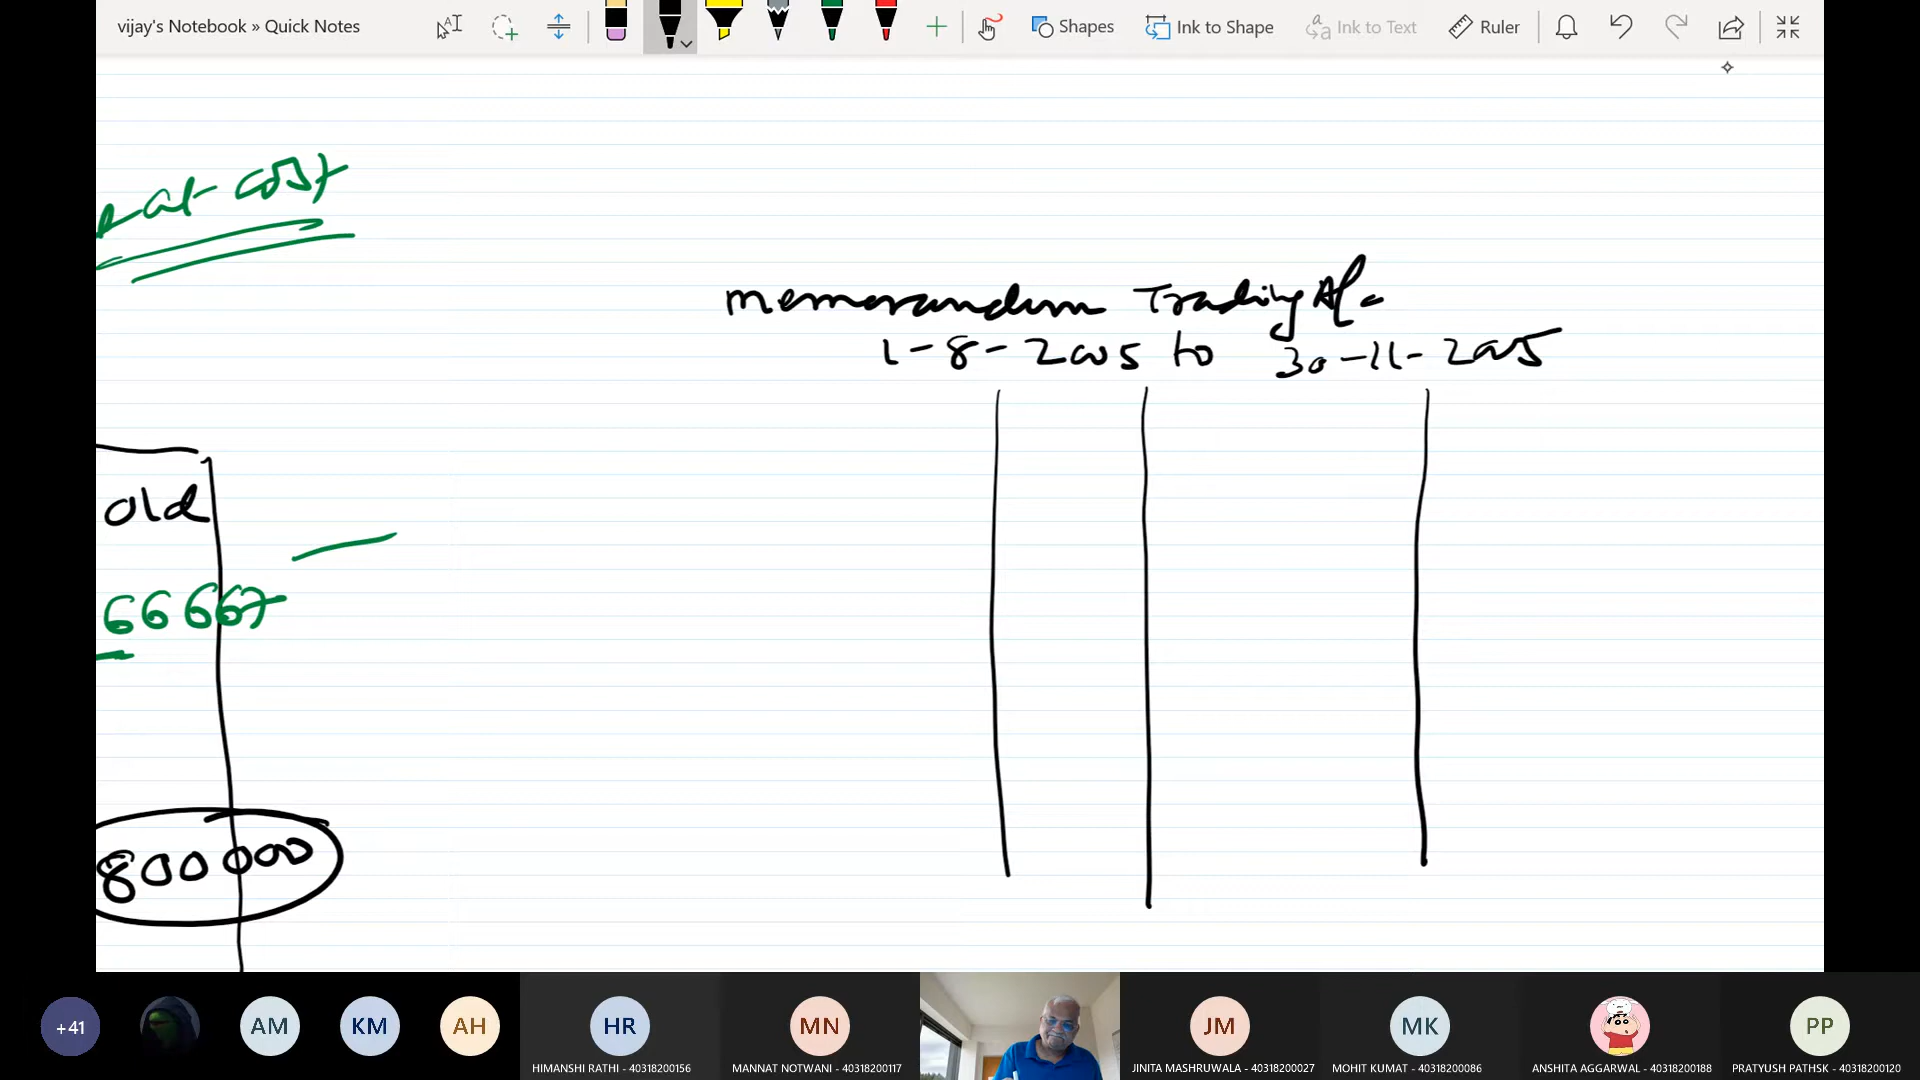 vijay's Notebook » Quick Notes
Shapes
Ink to Shape
Ink to Text
Ruler
at cost
memorandum Trading A/c
1-8-2005 to 30-11-2005
old
66667
800000
+41
AM
KM
AH
HR
MN
JM
MK
PP
HIMANSHI RATHI - 40318200156
MANNAT NOTWANI - 40318200117
JINITA MASHRUWALA - 40318200027
MOHIT KUMAT - 40318200086
ANSHITA AGGARWAL - 40318200188
PRATYUSH PATHSK - 40318200120